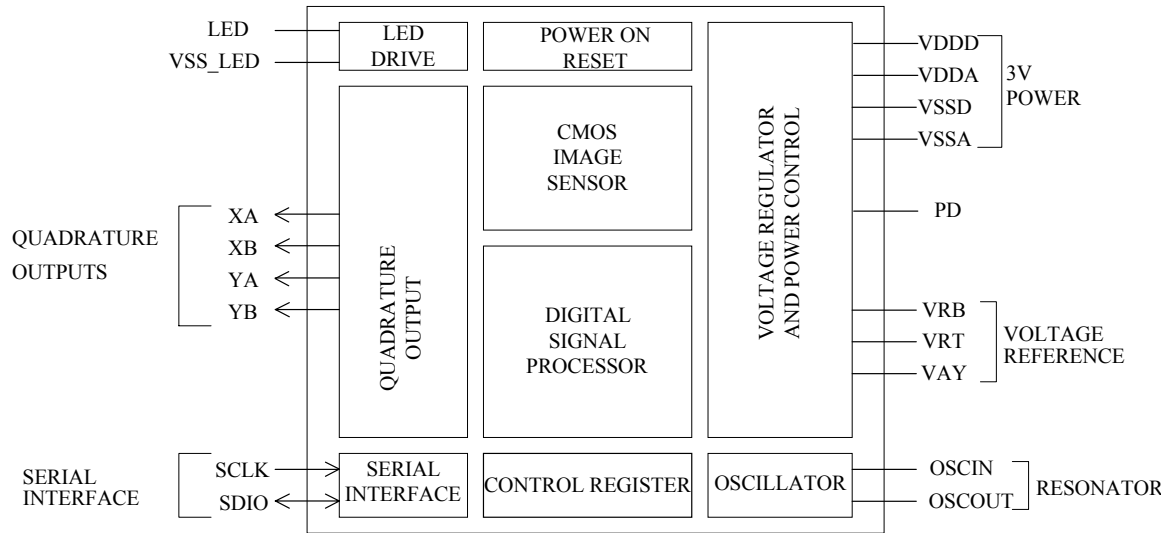 LED
VSS_LED
LED
DRIVE
POWER ON
RESET
VDDD
VDDA
VSSD
VSSA
3V
POWER
CMOS
IMAGE
SENSOR
VOLTAGE REGULATOR
AND POWER CONTROL
PD
QUADRATURE
OUTPUTS
XA
XB
YA
YB
QUADRATURE
OUTPUT
DIGITAL
SIGNAL
PROCESSOR
VRB
VRT
VAY
VOLTAGE
REFERENCE
SERIAL
INTERFACE
SCLK
SDIO
SERIAL
INTERFACE
CONTROL REGISTER
OSCILLATOR
OSCIN
OSCOUT
RESONATOR